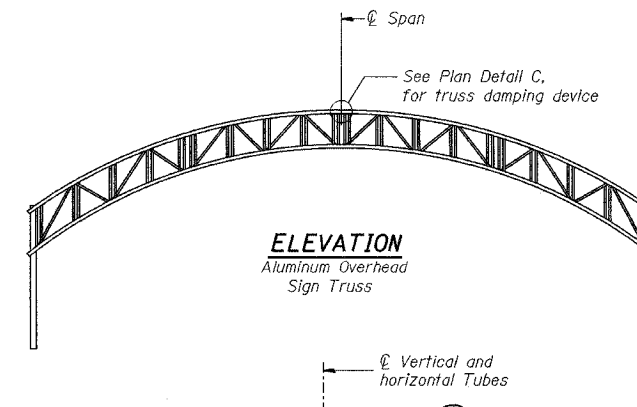 ℄ Span
See Plan Detail C,
for truss damping device
ELEVATION
Aluminum Overhead
Sign Truss
℄ Vertical and
horizontal Tubes